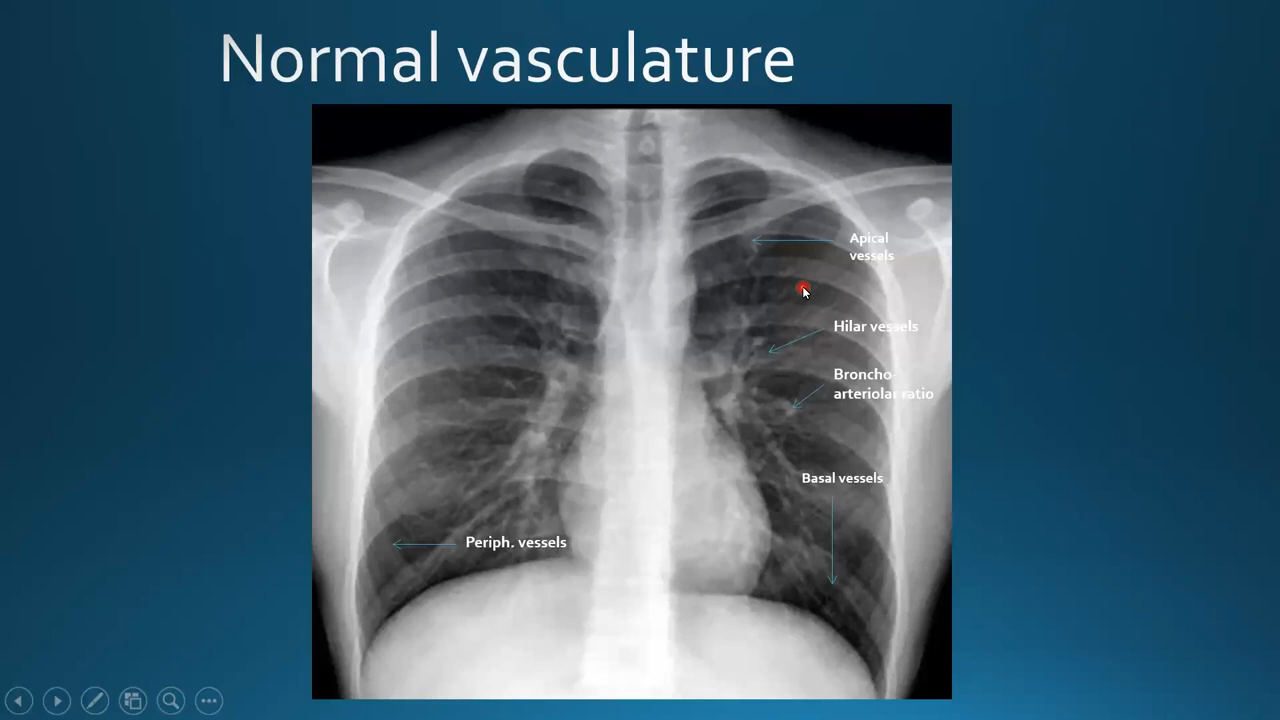 Normal vasculature
Apical
vessels
Hilar vessels
Broncho-
arteriolar ratio
Basal vessels
Periph. vessels